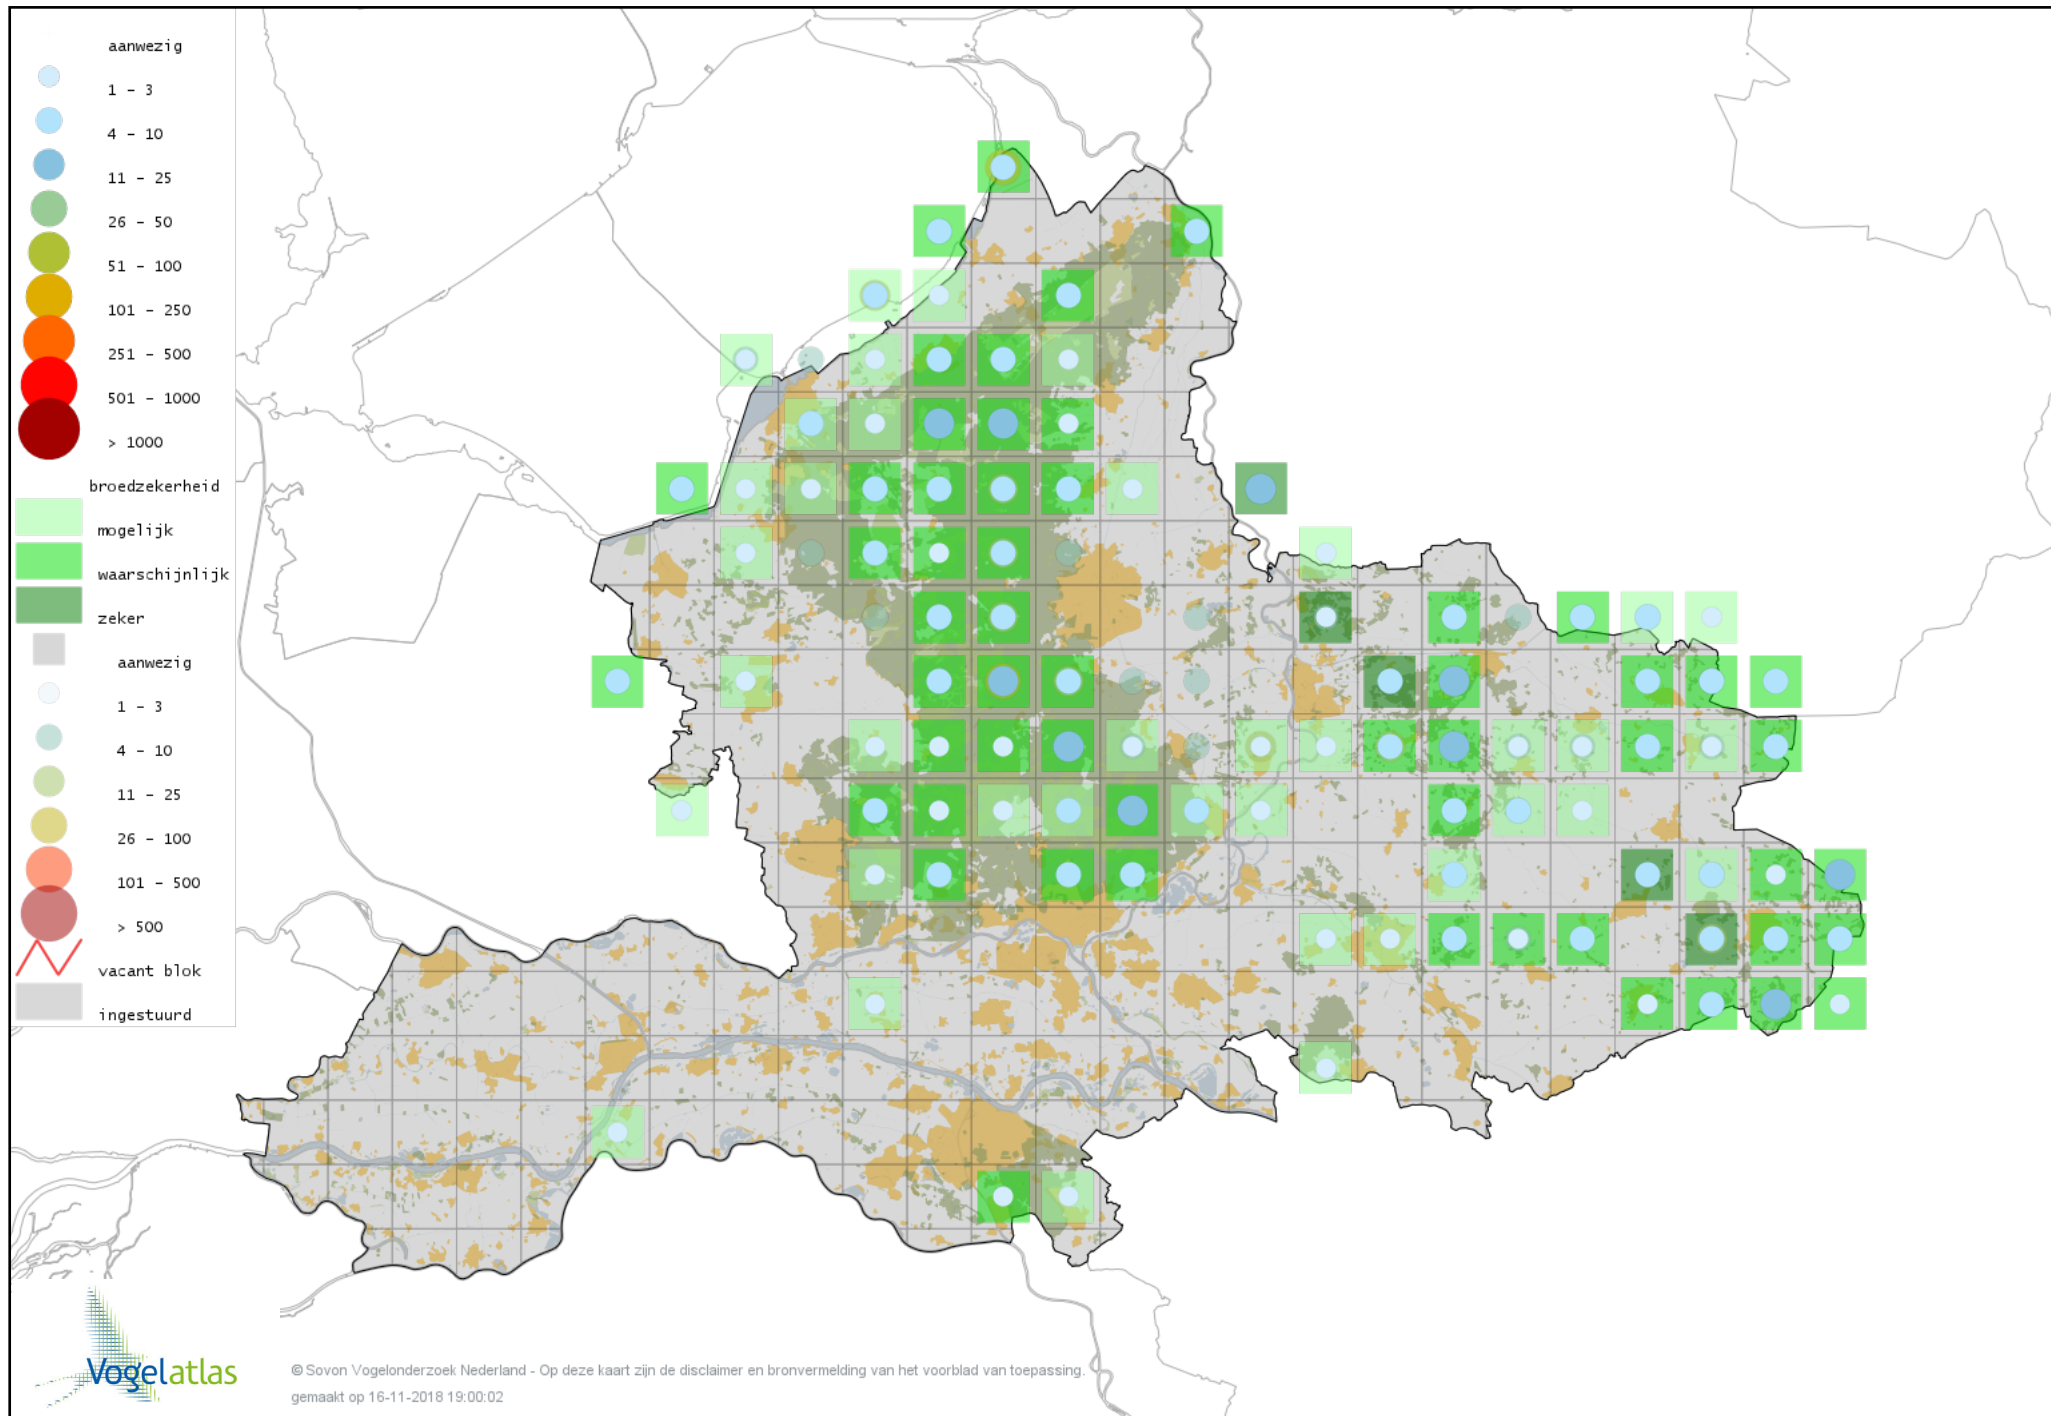 aanwezig
1 - 3
4 - 10
11 - 25
26 - 50
51 - 100
101 - 250
251 - 500
501 - 1000
> 1000
broedzekerheid
mogelijk
waarschijnlijk
zeker
aanwezig
1 - 3
4 - 10
11 - 25
26 - 100
101 - 500
> 500
vacant blok
ingestuurd
Vogelatlas
© Sovon Vogelonderzoek Nederland - Op deze kaart zijn de disclaimer en bronvermelding van het voorblad van toepassing.
gemaakt op 16-11-2018 19:00:02